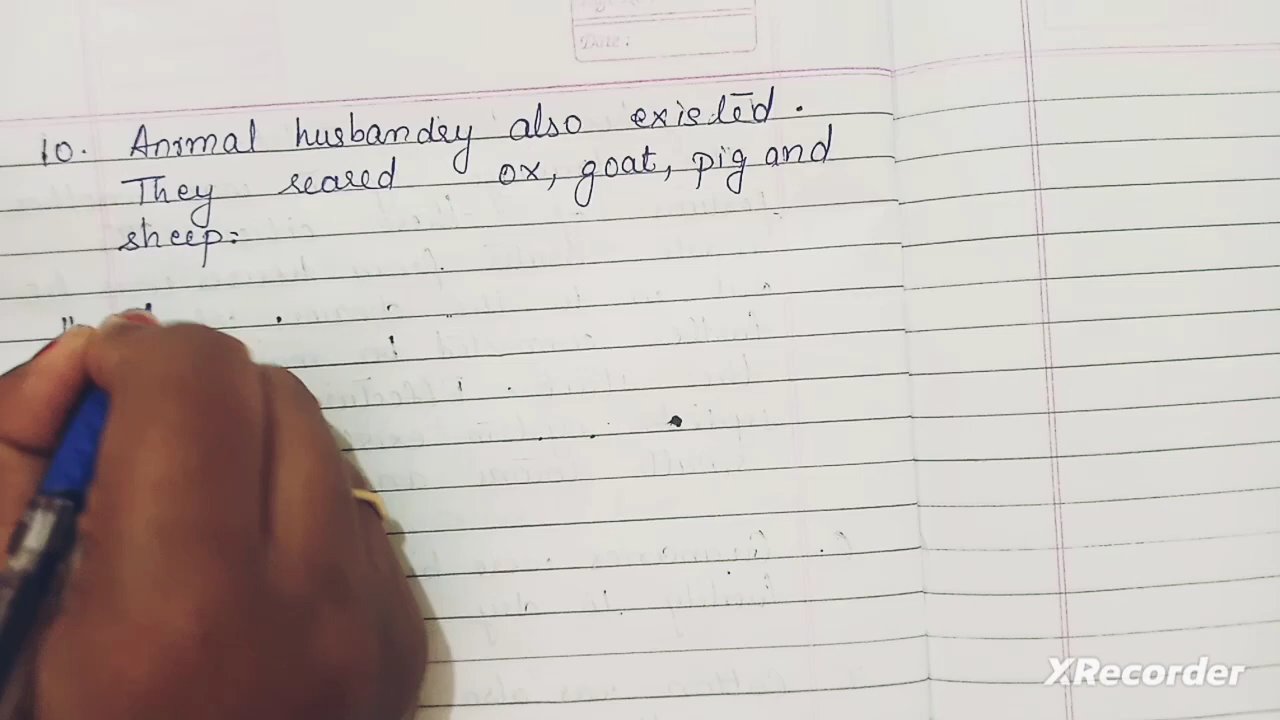 Date:
10. Animal husbandry also existed.
They reared ox, goat, pig and
sheep.
XRecorder